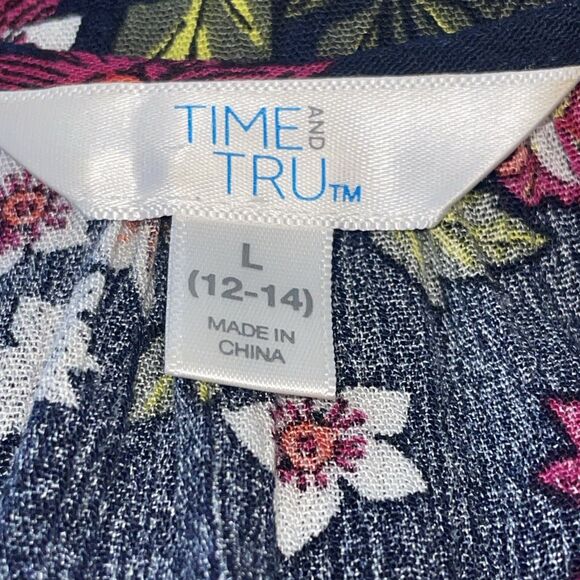 TIME AND
TRU™
L
(12-14)
MADE IN
CHINA